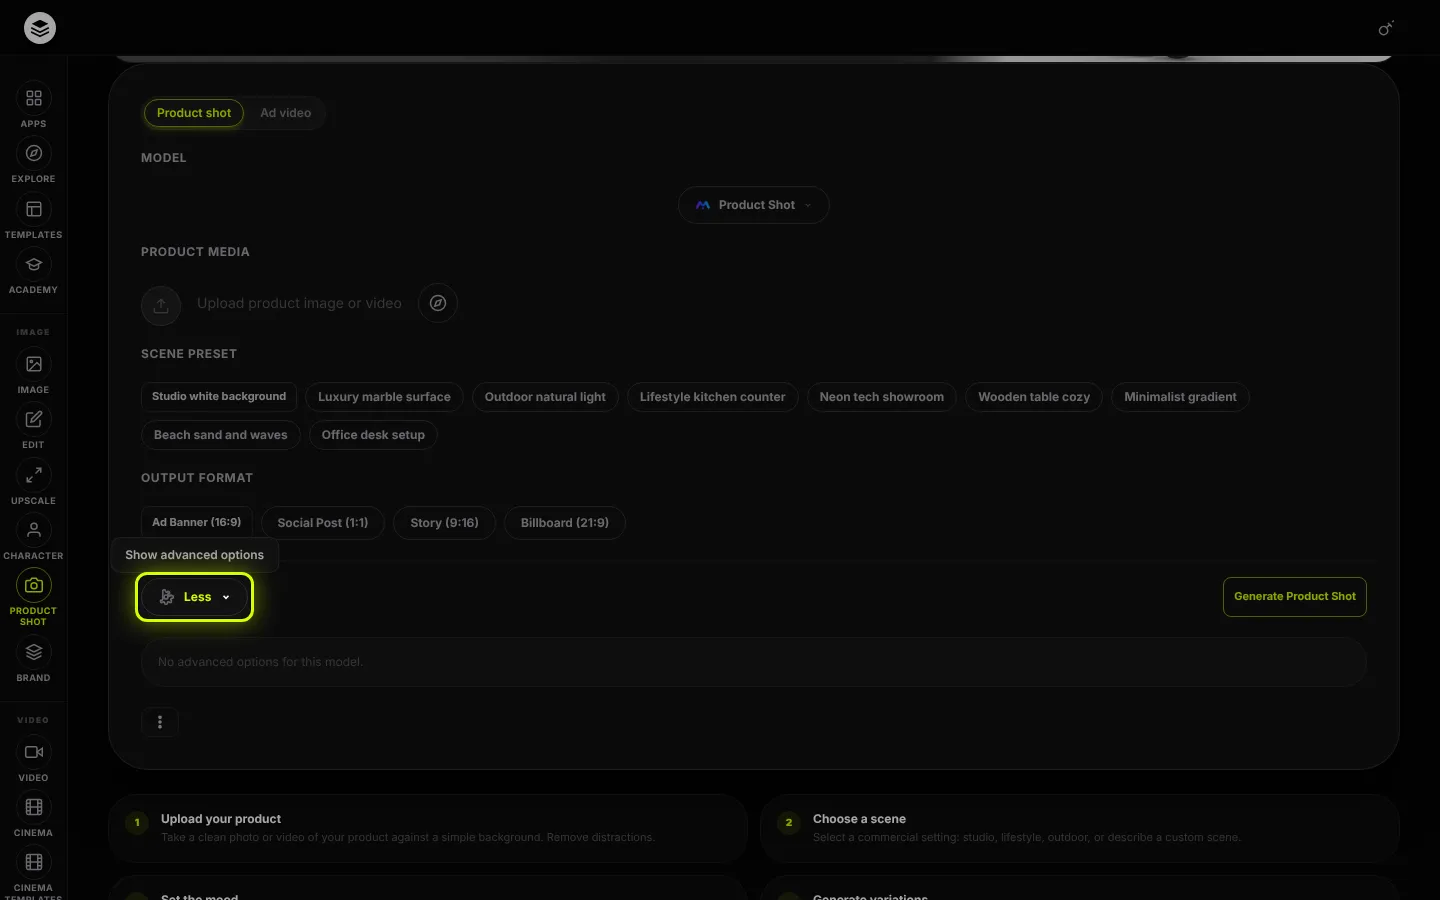 APPS
EXPLORE
TEMPLATES
ACADEMY
IMAGE
IMAGE
EDIT
UPSCALE
CHARACTER
PRODUCT
SHOT
BRAND
VIDEO
VIDEO
CINEMA
CINEMA
TEMPLATES
Product shot
Ad video
MODEL
Product Shot
PRODUCT MEDIA
Upload product image or video
SCENE PRESET
Studio white background
Luxury marble surface
Outdoor natural light
Lifestyle kitchen counter
Neon tech showroom
Wooden table cozy
Minimalist gradient
Beach sand and waves
Office desk setup
OUTPUT FORMAT
Ad Banner (16:9)
Social Post (1:1)
Story (9:16)
Billboard (21:9)
Show advanced options
Less
Generate Product Shot
No advanced options for this model.
1
Upload your product
Take a clean photo or video of your product against a simple background. Remove distractions.
2
Choose a scene
Select a commercial setting: studio, lifestyle, outdoor, or describe a custom scene.
Set the mood
Generate variations